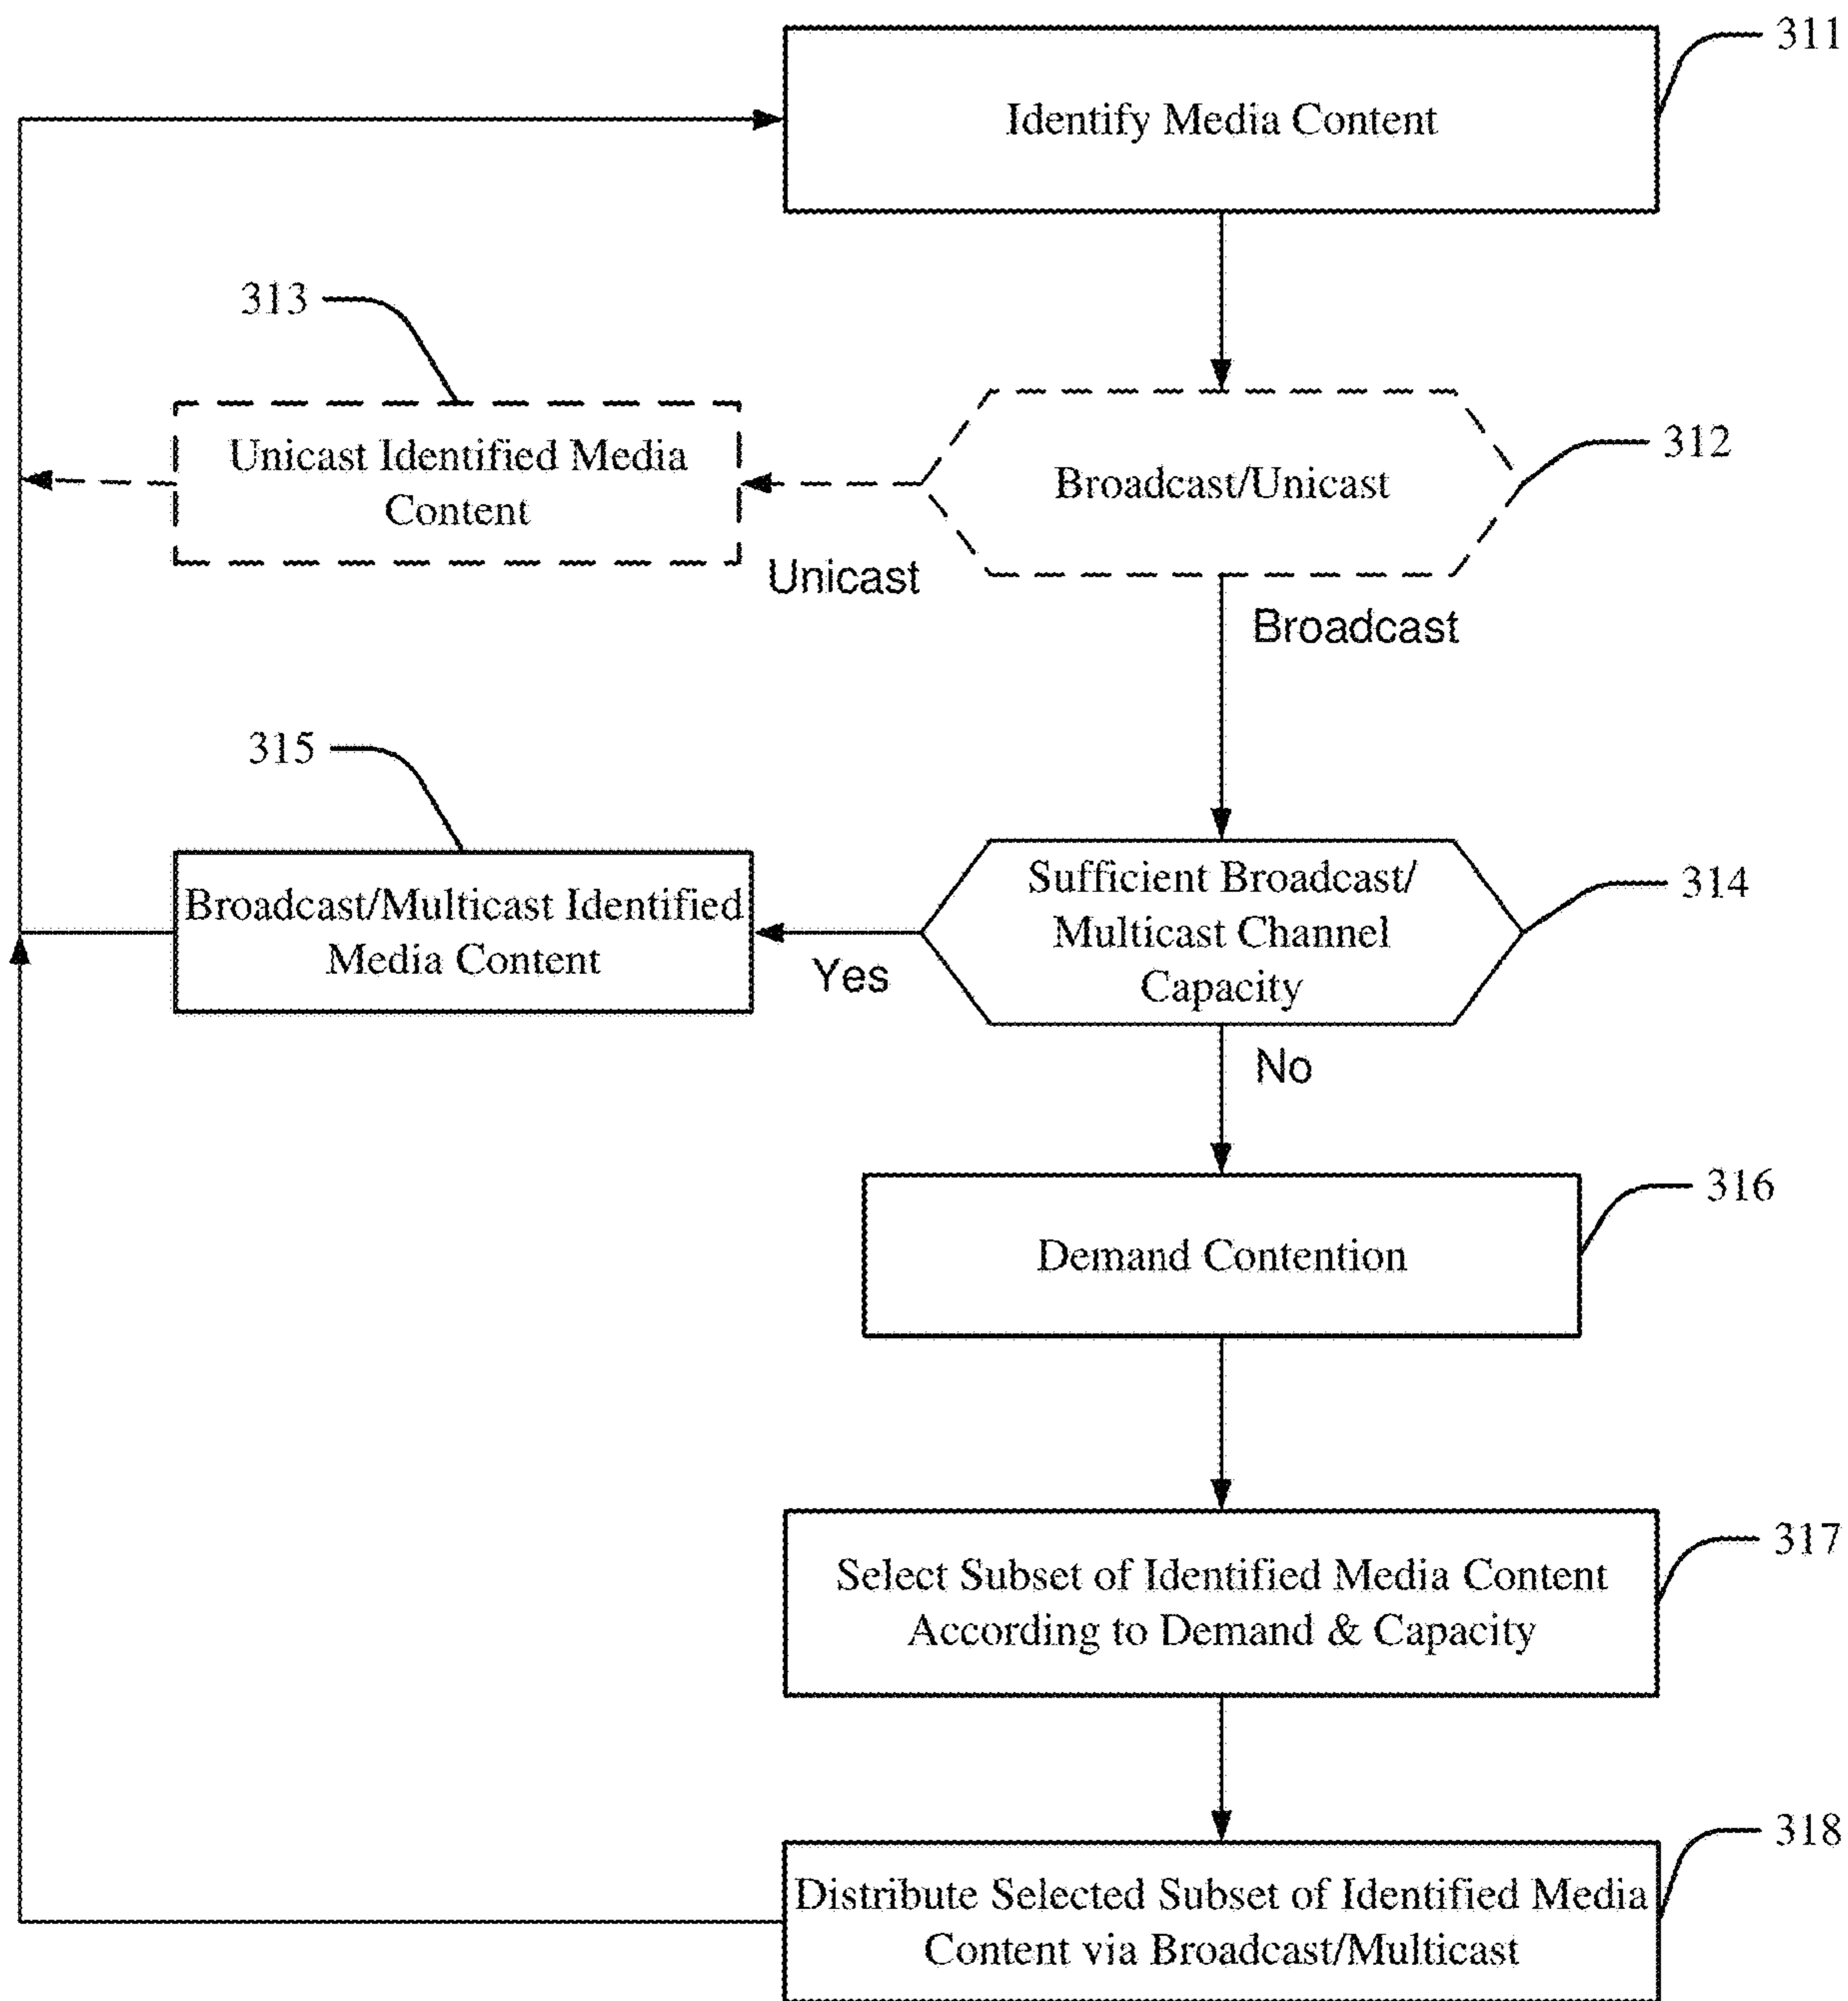 311
Identify Media Content
313
Unicast Identified Media
Content
Broadcast/Unicast
312
Unicast
Broadcast
315
Broadcast/Multicast Identified
Media Content
Sufficient Broadcast/
Multicast Channel
Capacity
314
Yes
No
316
Demand Contention
317
Select Subset of Identified Media Content
According to Demand & Capacity
318
Distribute Selected Subset of Identified Media
Content via Broadcast/Multicast